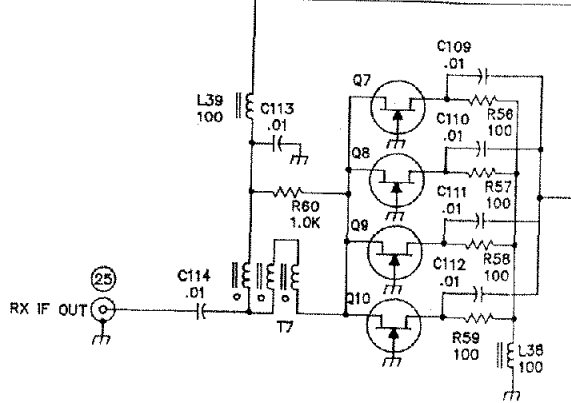 C109
.01
Q7
L39
100
C113
.01
R56
100
C110
.01
Q8
R57
100
R60
1.0K
C111
.01
Q9
R58
100
25
C114
.01
C112
.01
Q10
RX IF OUT
T7
R59
100
L38
100